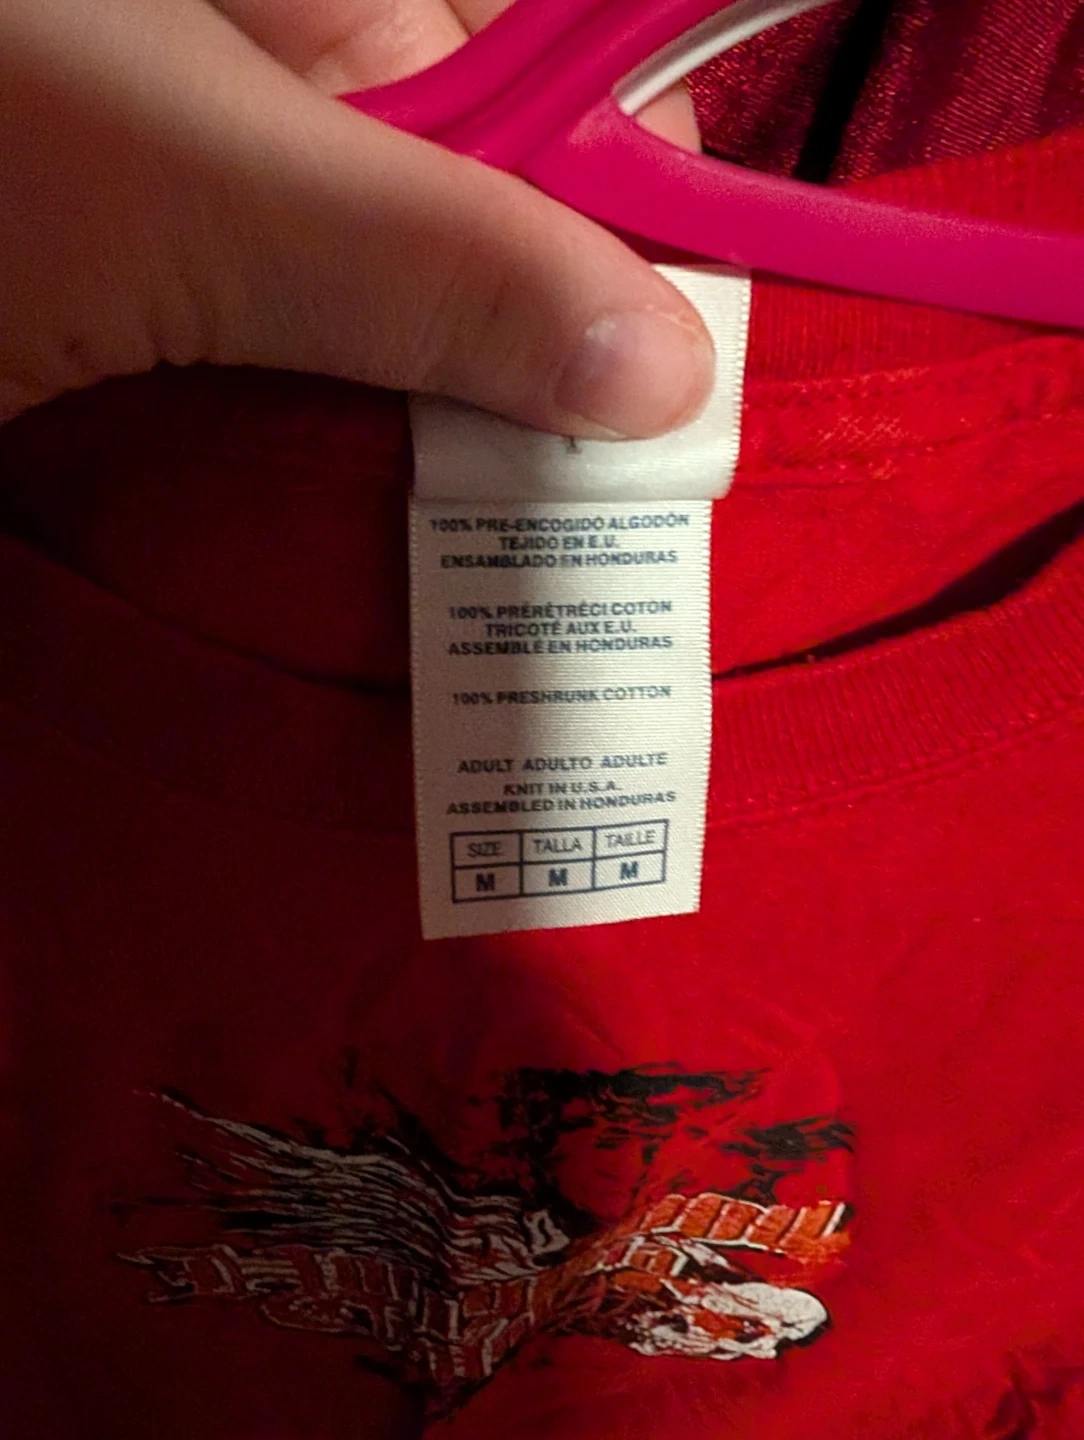 100% PRE-ENCOGIDO ALGODÓN
TEJIDO EN E.U.
ENSAMBLADO EN HONDURAS
100% PRÉRÉTRÉCI COTON
TRICOTÉ AUX E.U.
ASSEMBLÉ EN HONDURAS
100% PRESHRUNK COTTON
ADULT ADULTO ADULTE
KNIT IN U.S.A.
ASSEMBLED IN HONDURAS
SIZE TALLA TAILLE
M M M